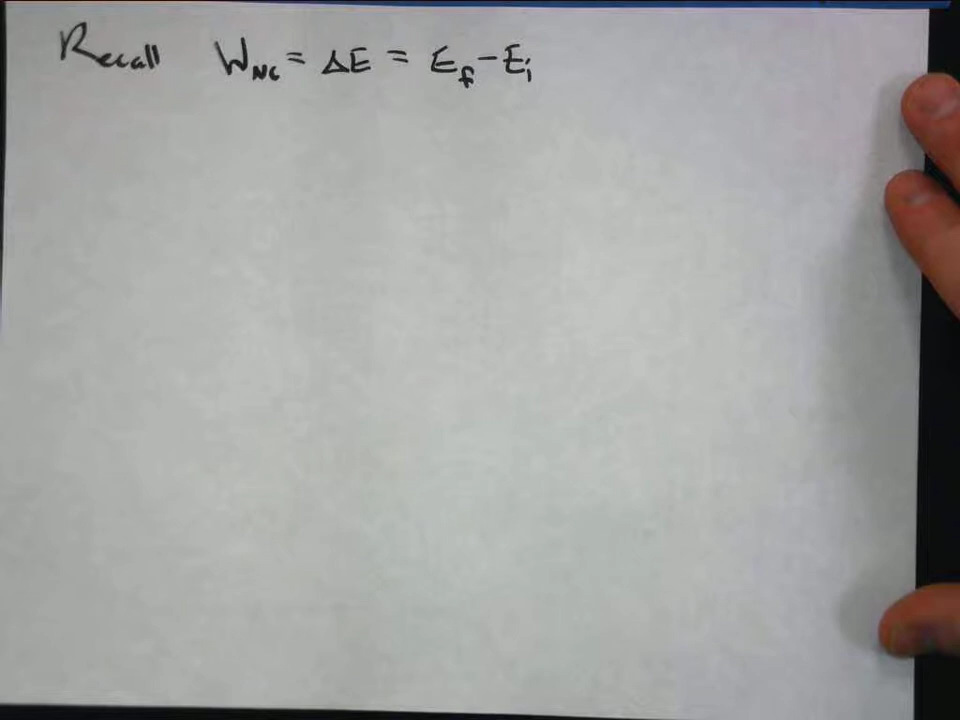 Recall W_NC = ΔE = E_f - E_i